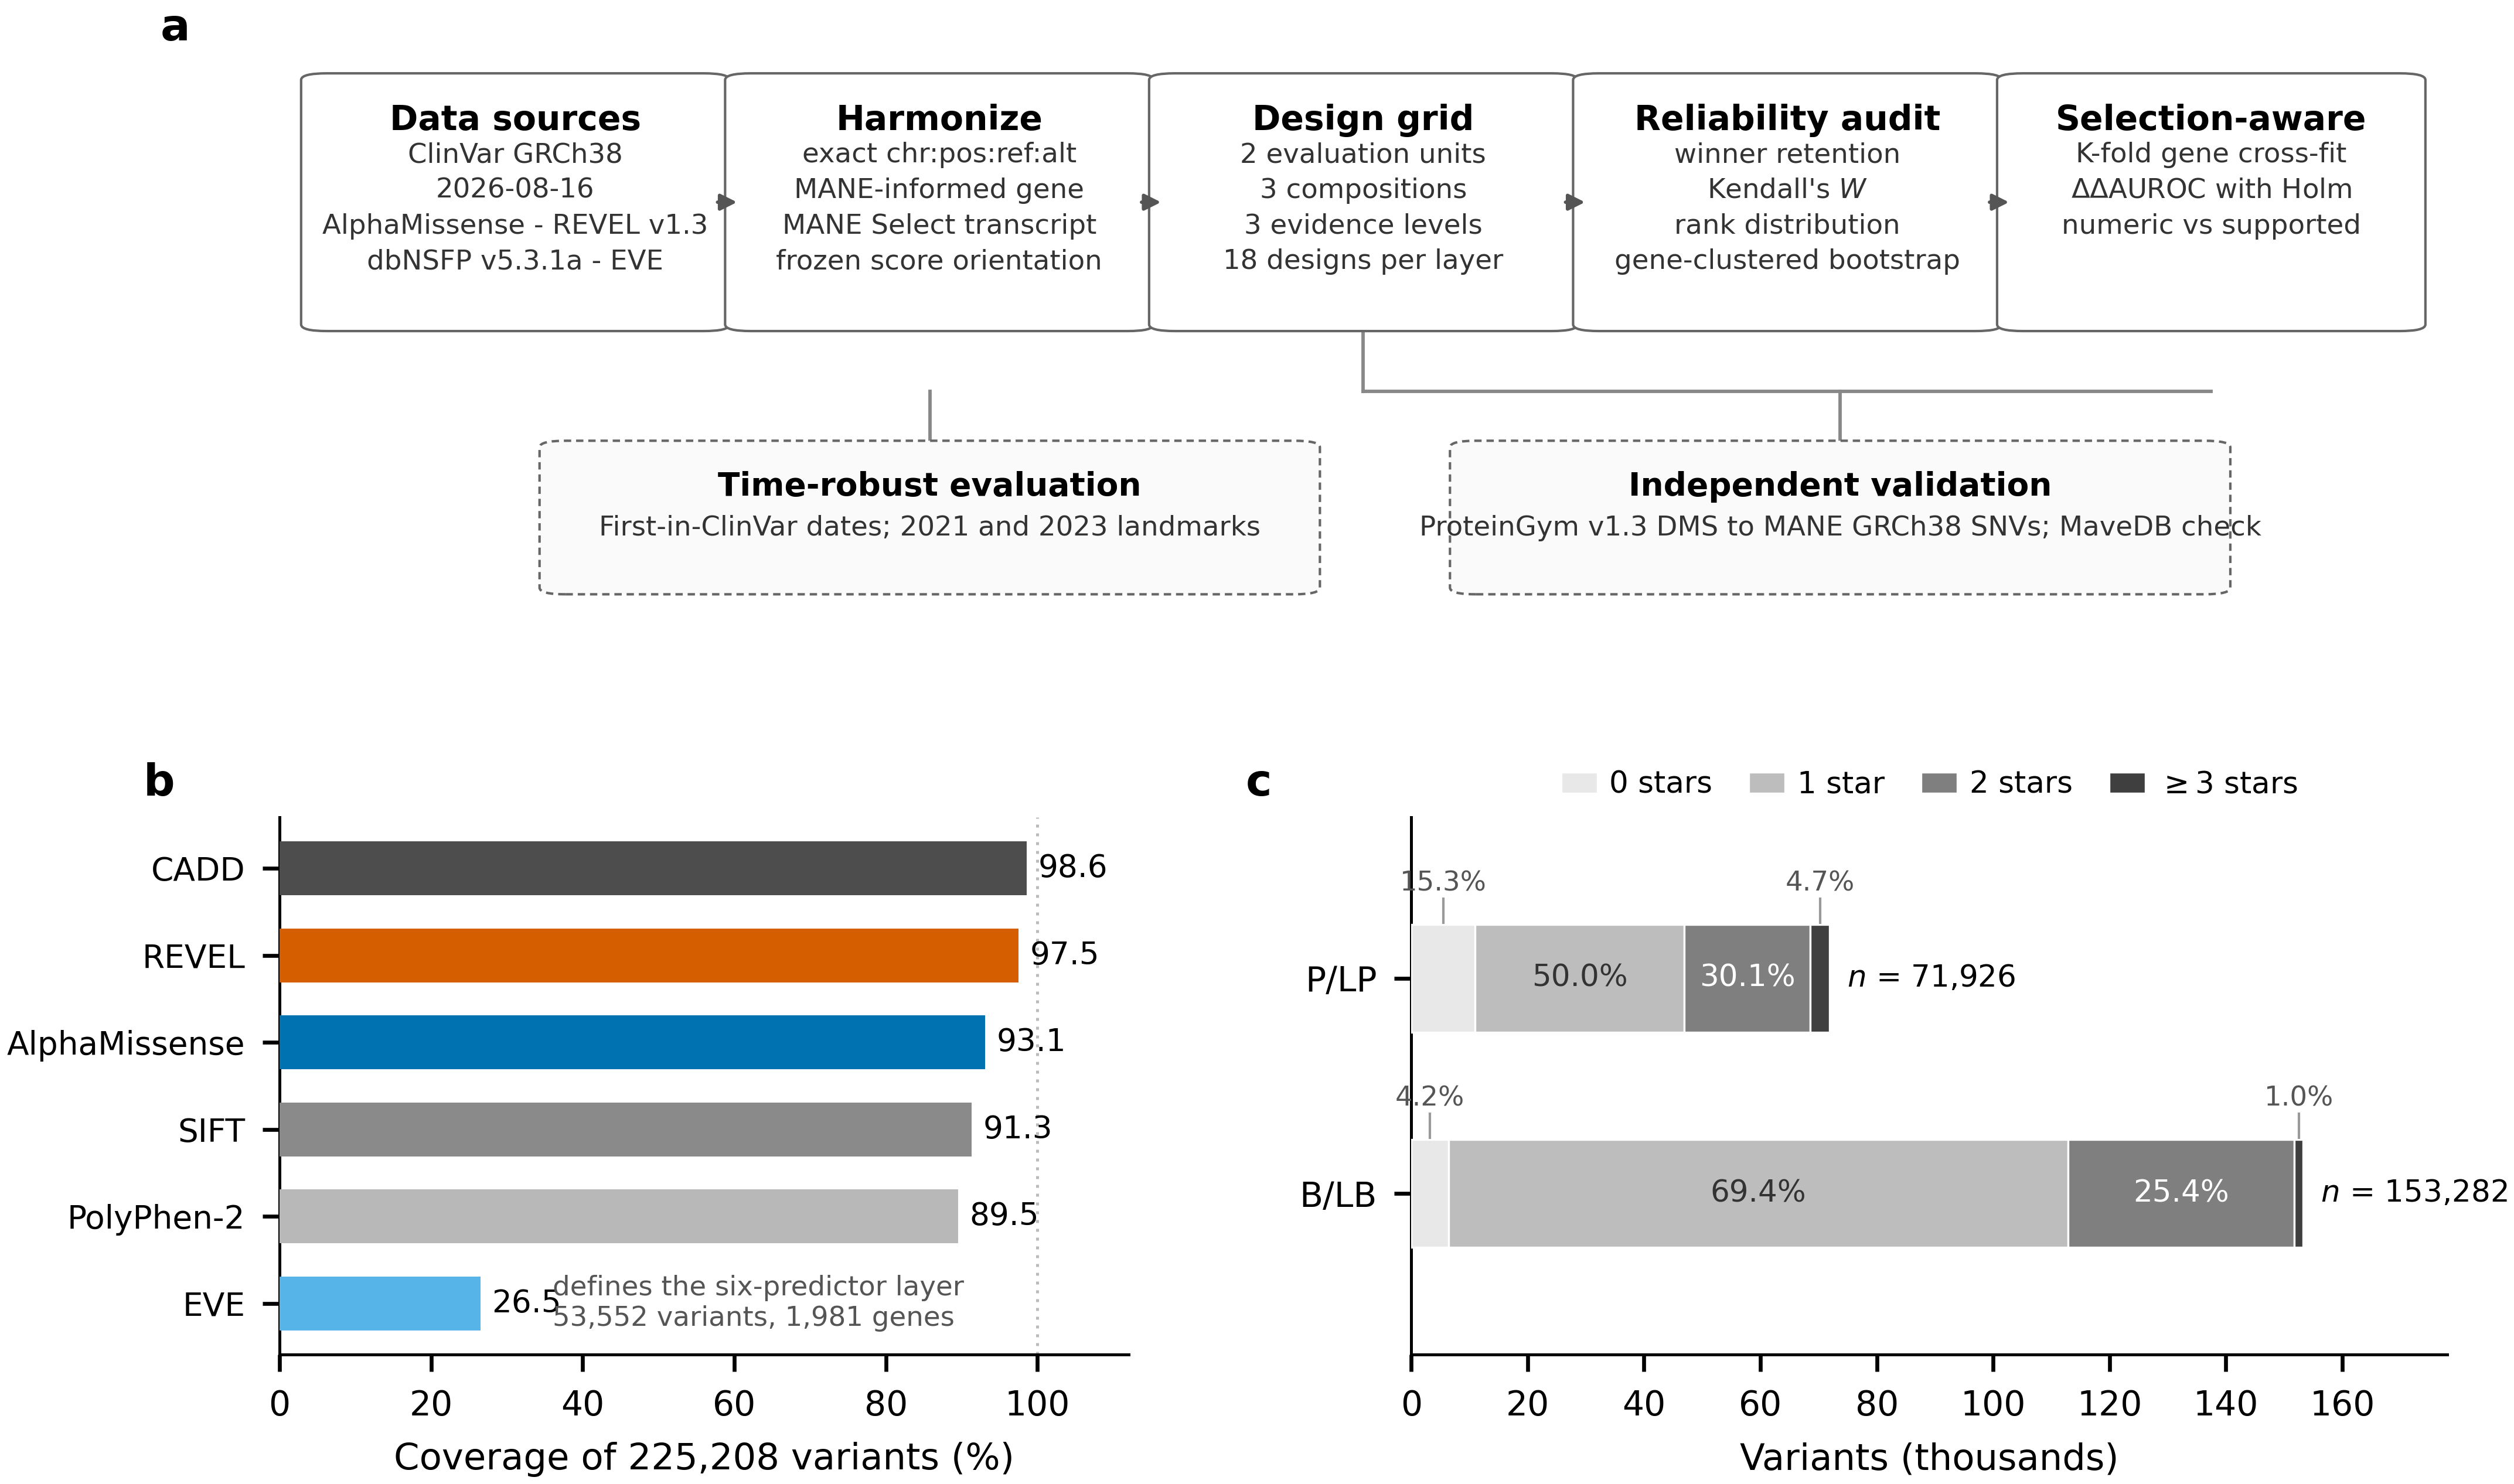 a
Data sources
ClinVar GRCh38
2026-08-16
AlphaMissense - REVEL v1.3
dbNSFP v5.3.1a - EVE
Harmonize
exact chr:pos:ref:alt
MANE-informed gene
MANE Select transcript
frozen score orientation
Design grid
2 evaluation units
3 compositions
3 evidence levels
18 designs per layer
Reliability audit
winner retention
Kendall's W
rank distribution
gene-clustered bootstrap
Selection-aware
K-fold gene cross-fit
ΔΔAUROC with Holm
numeric vs supported
Time-robust evaluation
First-in-ClinVar dates; 2021 and 2023 landmarks
Independent validation
ProteinGym v1.3 DMS to MANE GRCh38 SNVs; MaveDB check
b
CADD
98.6
REVEL
97.5
AlphaMissense
93.1
SIFT
91.3
PolyPhen-2
89.5
EVE
26.5
defines the six-predictor layer
53,552 variants, 1,981 genes
0 20 40 60 80 100
Coverage of 225,208 variants (%)
c
0 stars 1 star 2 stars ≥ 3 stars
15.3% 4.7%
P/LP 50.0% 30.1% n = 71,926
4.2% 1.0%
B/LB 69.4% 25.4% n = 153,282
0 20 40 60 80 100 120 140 160
Variants (thousands)